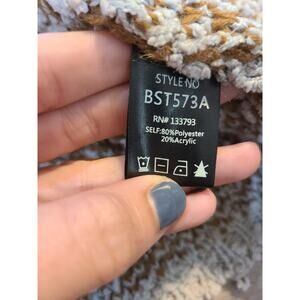 STYLE NO
BST573A
RN# 133793
SELF:80%Polyester
20%Acrylic